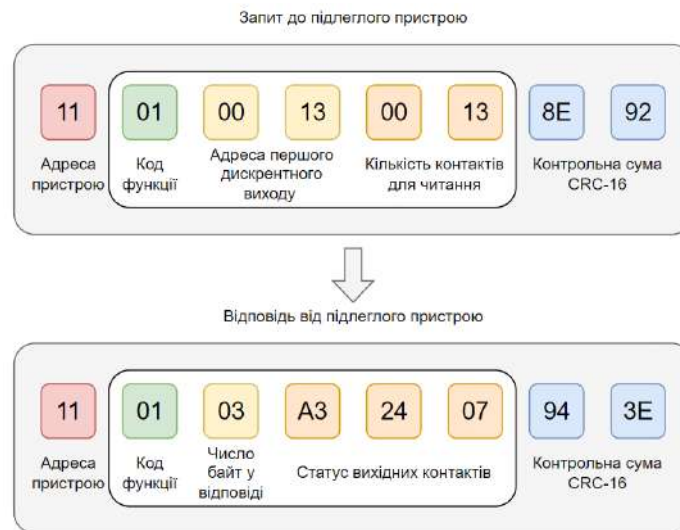 Запит до підлеглого пристрою
11 01 00 13 00 13 8E 92
Адреса пристрою
Код функції
Адреса першого дискрентного виходу
Кількість контактів для читання
Контрольна сума CRC-16
Відповідь від підлеглого пристрою
11 01 03 A3 24 07 94 3E
Адреса пристрою
Код функції
Число байт у відповіді
Статус вихідних контактів
Контрольна сума CRC-16